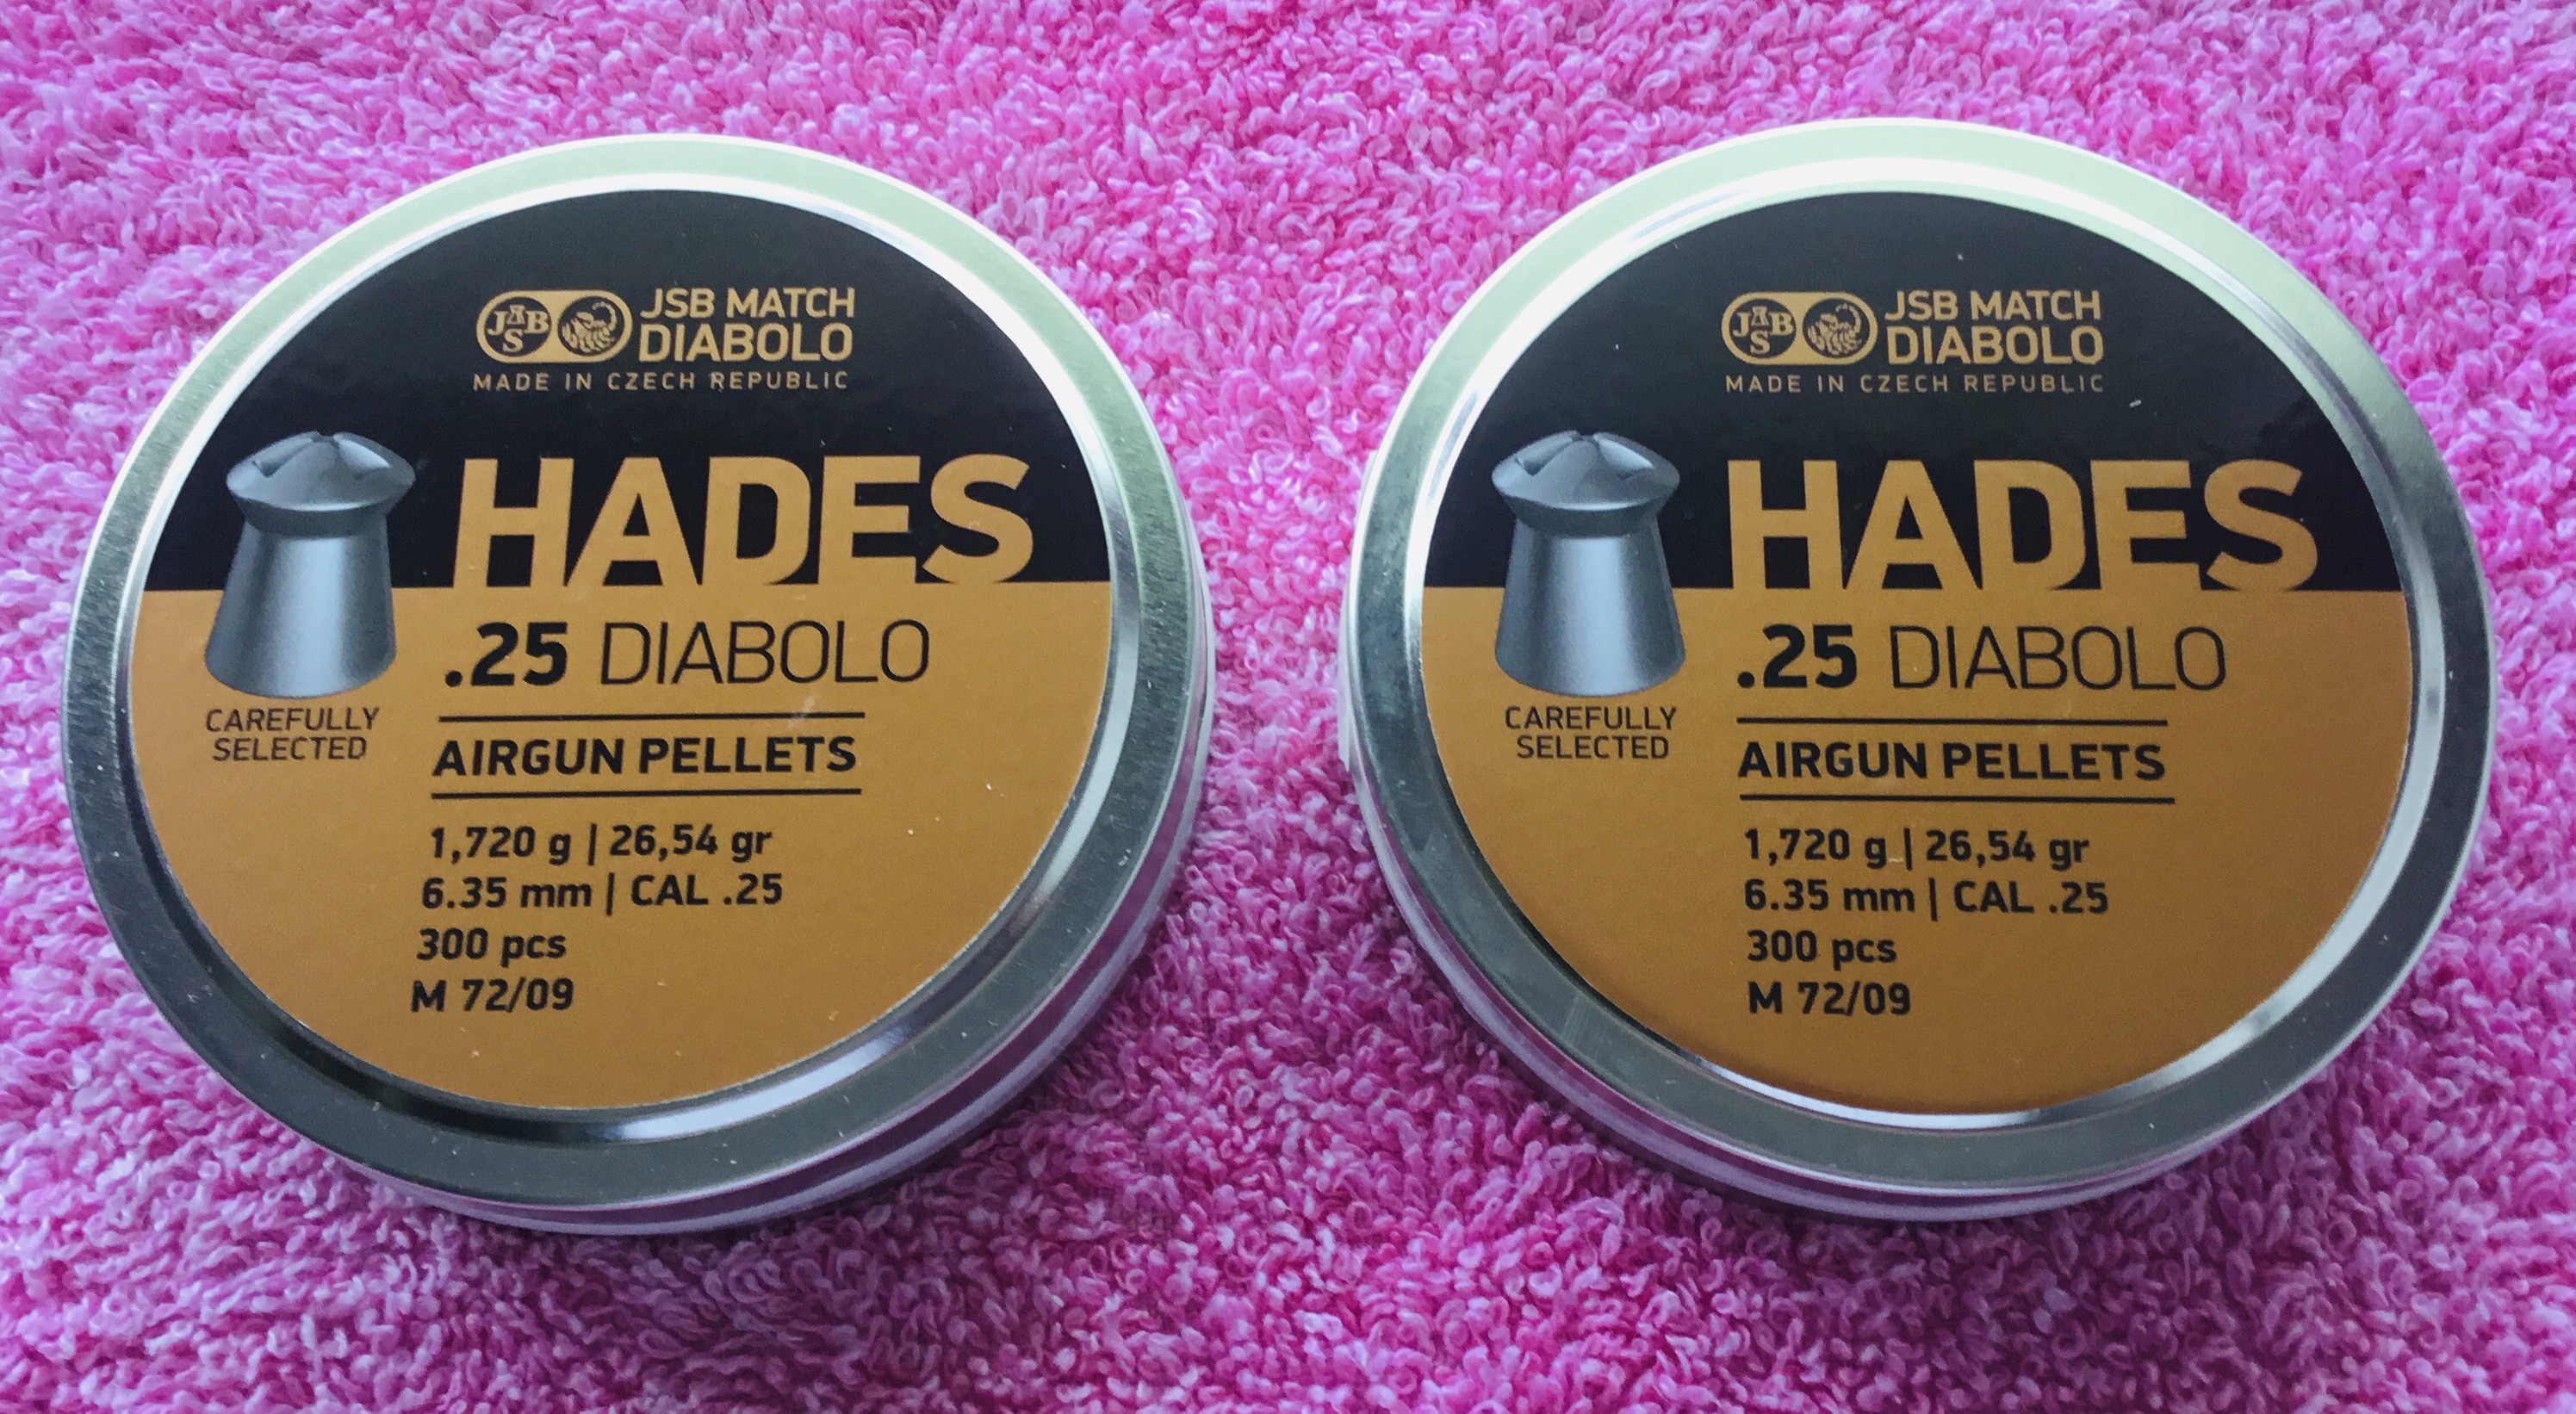 JSB
JSB MATCH
DIABOLO
MADE IN CZECH REPUBLIC
HADES
.25 DIABOLO
CAREFULLY
SELECTED
AIRGUN PELLETS
1,720 g | 26,54 gr
6.35 mm | CAL .25
300 pcs
M 72/09
JSB
JSB MATCH
DIABOLO
MADE IN CZECH REPUBLIC
HADES
.25 DIABOLO
CAREFULLY
SELECTED
AIRGUN PELLETS
1,720 g | 26,54 gr
6.35 mm | CAL .25
300 pcs
M 72/09